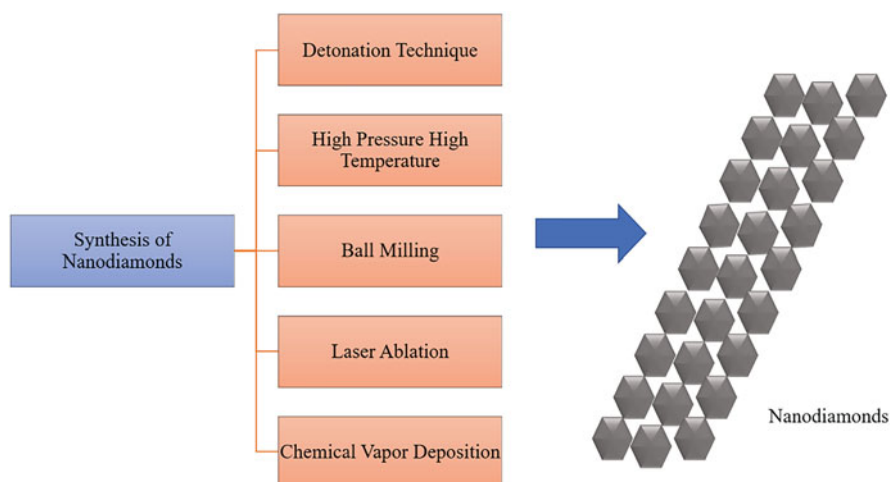 Synthesis of
Nanodiamonds
Detonation Technique
High Pressure High
Temperature
Ball Milling
Laser Ablation
Chemical Vapor Deposition
Nanodiamonds